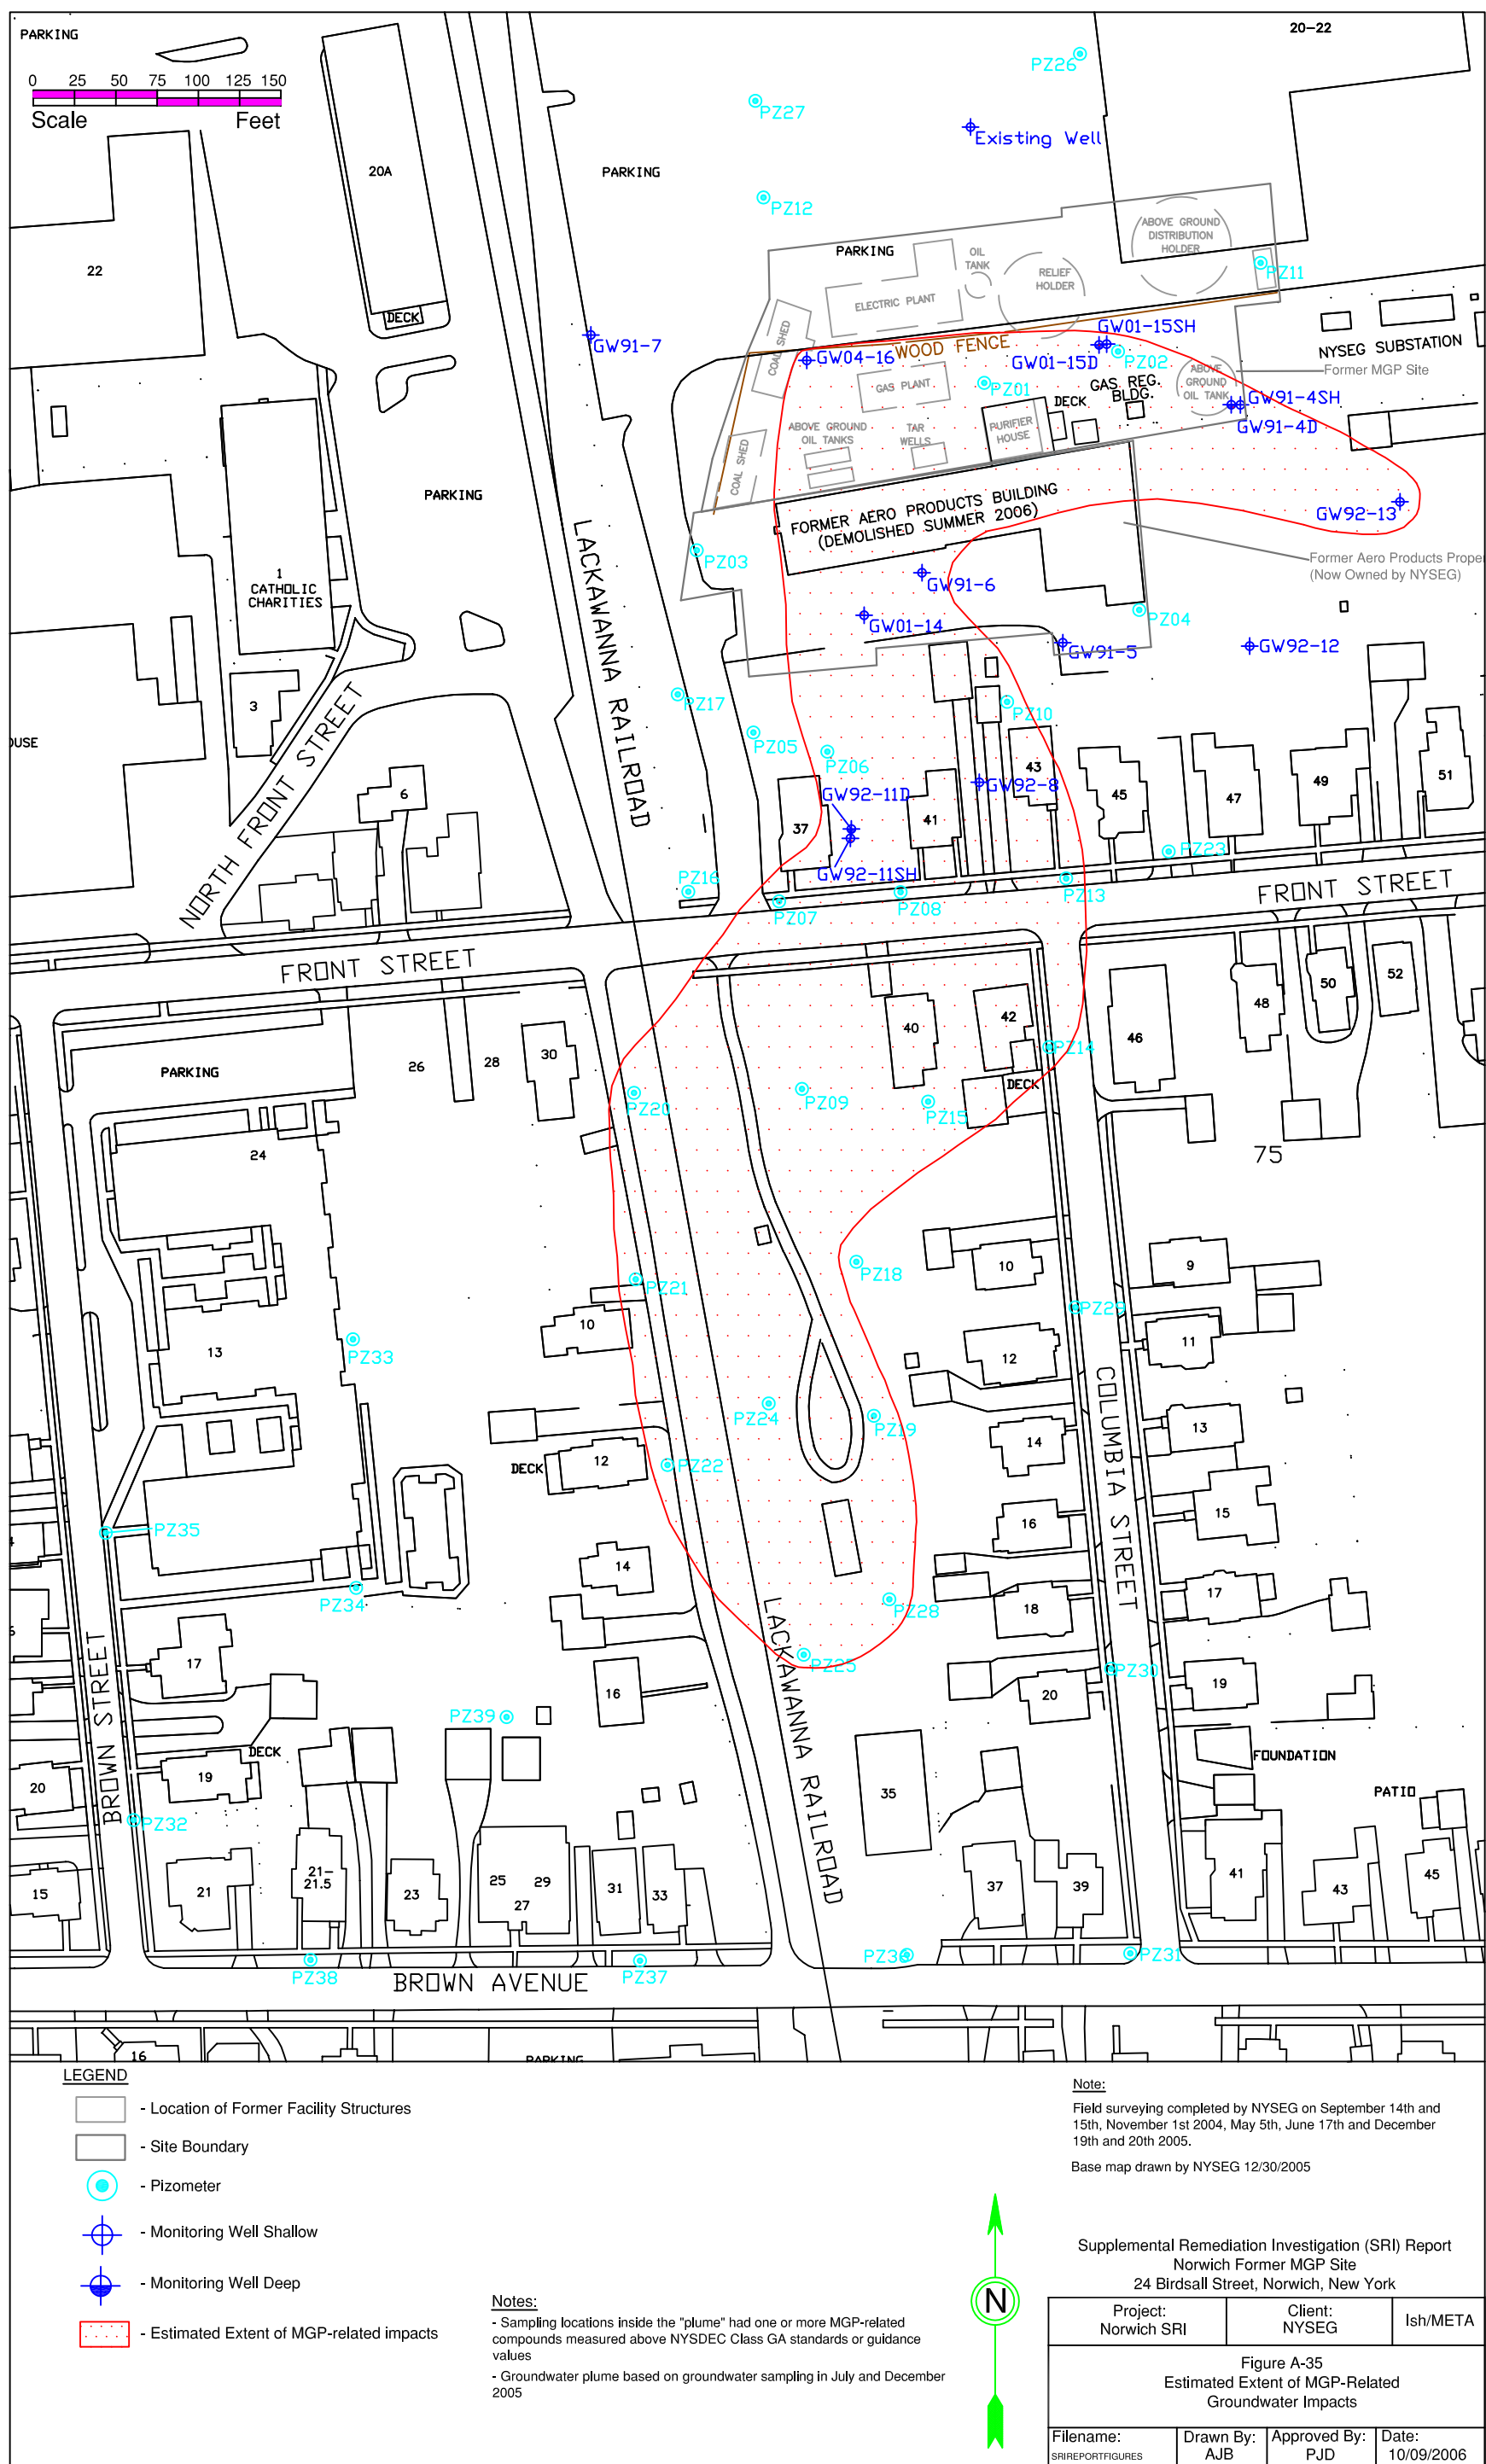 PARKING
0 25 50 75 100 125 150
Scale Feet
20A
22
DECK
PARKING
20-22
PZ26
PZ27
Existing Well
PZ12
PARKING
OIL
TANK
ABOVE GROUND
DISTRIBUTION
HOLDER
RELIEF
HOLDER
PZ11
ELECTRIC PLANT
COAL SHED
GW91-7
GW04-16
WOOD FENCE
GW01-15SH
GW01-15D
PZ02
NYSEG SUBSTATION
Former MGP Site
PZ01
GAS PLANT
GAS REG.
BLDG.
DECK
ABOVE
GROUND
OIL TANK
GW91-4SH
GW91-4D
PURIFIER
HOUSE
ABOVE GROUND
OIL TANKS
TAR
WELLS
COAL SHED
PARKING
GW92-13
FORMER AERO PRODUCTS BUILDING
(DEMOLISHED SUMMER 2006)
Former Aero Products Prope
(Now Owned by NYSEG)
LACKAWANNA RAILROAD
PZ03
GW91-6
1
CATHOLIC
CHARITIES
GW01-14
PZ04
GW91-5
GW92-12
3
NORTH FRONT STREET
PZ17
PZ10
OUSE
PZ05
PZ06
6
GW92-11D
GW92-8
43
45
47
49
51
37
41
PZ23
GW92-11SH
PZ16
PZ07
PZ08
PZ13
FRONT STREET
FRONT STREET
40
42
46
48
50
52
PARKING
26
28
30
PZ14
DECK
PZ20
PZ09
PZ15
24
75
PZ18
10
9
PZ21
PZ29
10
13
PZ33
12
11
COLUMBIA STREET
PZ24
PZ19
14
13
DECK
12
PZ22
PZ35
16
15
14
PZ34
PZ28
18
17
LACKAWANNA RAILROAD
BROWN STREET
17
PZ25
PZ30
16
20
19
PZ39
DECK
FOUNDATION
20
19
35
PATIO
PZ32
15
21
21-
21.5
23
25
27
29
31
33
37
39
41
43
45
PZ38
BROWN AVENUE
PZ37
PZ36
PZ31
16
PARKING
LEGEND
- Location of Former Facility Structures
- Site Boundary
- Pizometer
- Monitoring Well Shallow
- Monitoring Well Deep
- Estimated Extent of MGP-related impacts
Notes:
- Sampling locations inside the "plume" had one or more MGP-related
compounds measured above NYSDEC Class GA standards or guidance
values
- Groundwater plume based on groundwater sampling in July and December
2005
N
Note:
Field surveying completed by NYSEG on September 14th and
15th, November 1st 2004, May 5th, June 17th and December
19th and 20th 2005.
Base map drawn by NYSEG 12/30/2005
Supplemental Remediation Investigation (SRI) Report
Norwich Former MGP Site
24 Birdsall Street, Norwich, New York
Project:
Norwich SRI
Client:
NYSEG
Ish/META
Figure A-35
Estimated Extent of MGP-Related
Groundwater Impacts
Filename:
SRIREPORTFIGURES
Drawn By:
AJB
Approved By:
PJD
Date:
10/09/2006